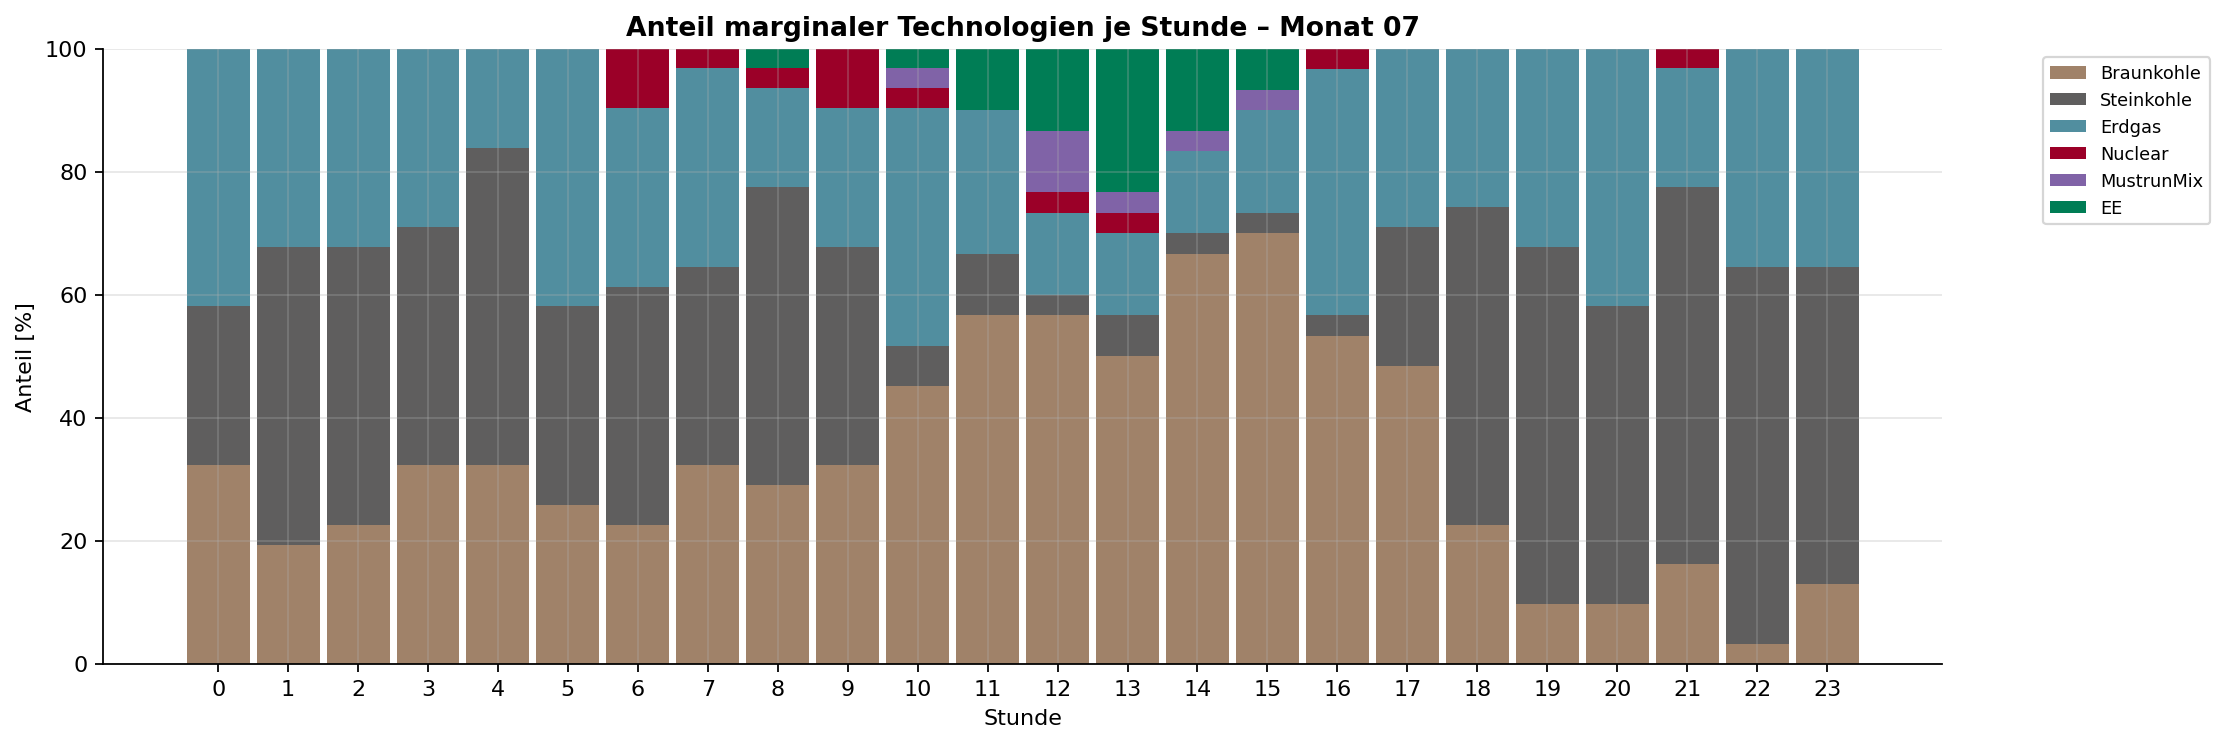 Anteil marginaler Technologien je Stunde – Monat 07
Anteil [%]
100
80
60
40
20
0
0 1 2 3 4 5 6 7 8 9 10 11 12 13 14 15 16 17 18 19 20 21 22 23
Stunde
Braunkohle
Steinkohle
Erdgas
Nuclear
MustrunMix
EE